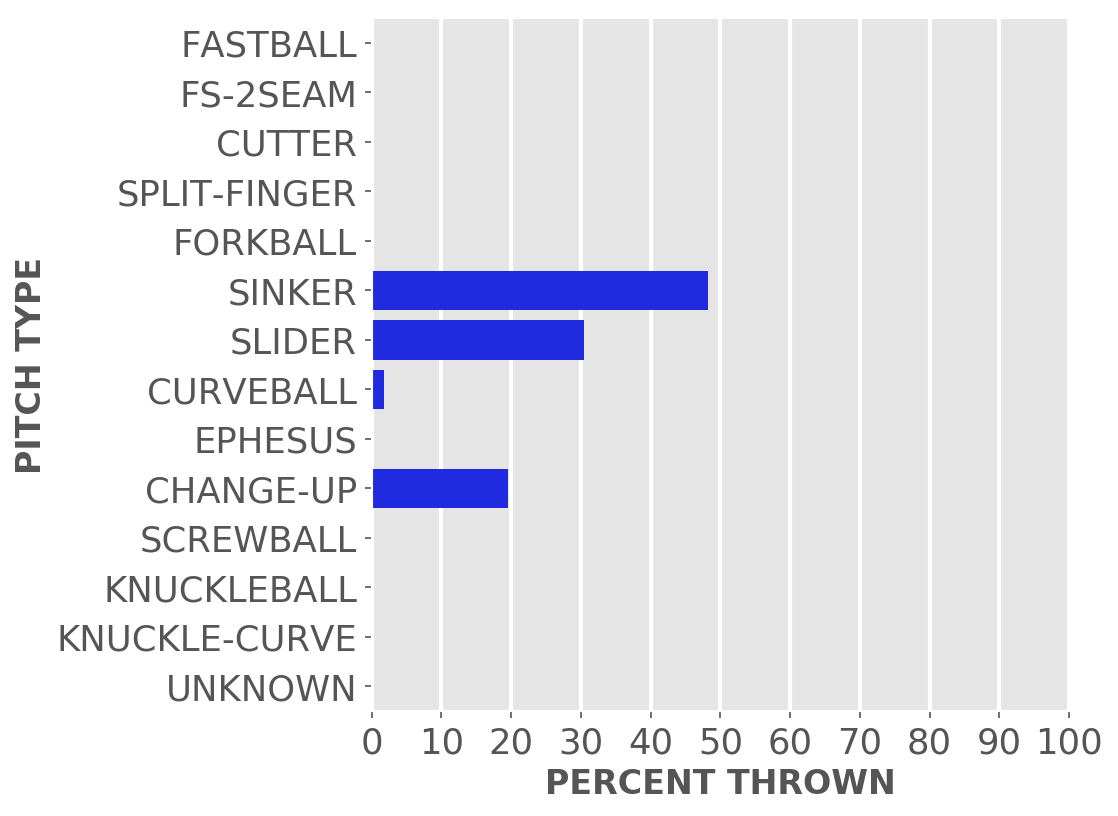 FASTBALL
FS-2SEAM
CUTTER
SPLIT-FINGER
FORKBALL
SINKER
SLIDER
CURVEBALL
EPHESUS
CHANGE-UP
SCREWBALL
KNUCKLEBALL
KNUCKLE-CURVE
UNKNOWN
PITCH TYPE
0 10 20 30 40 50 60 70 80 90 100
PERCENT THROWN